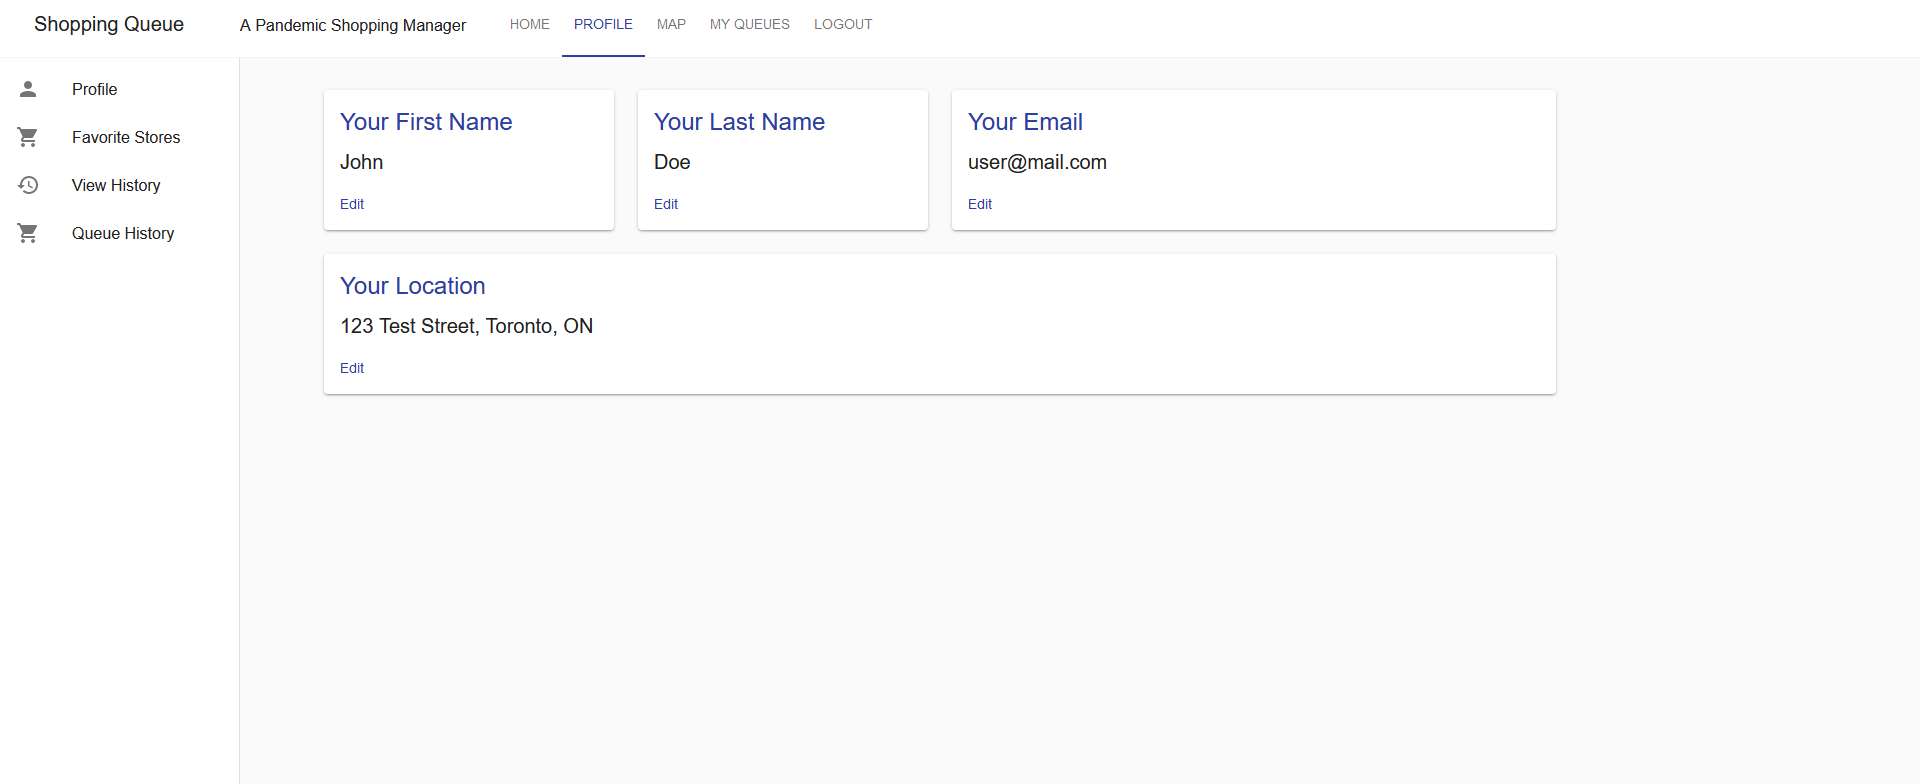 Shopping Queue
A Pandemic Shopping Manager
HOME
PROFILE
MAP
MY QUEUES
LOGOUT
Profile
Favorite Stores
View History
Queue History
Your First Name
John
Edit
Your Last Name
Doe
Edit
Your Email
user@mail.com
Edit
Your Location
123 Test Street, Toronto, ON
Edit